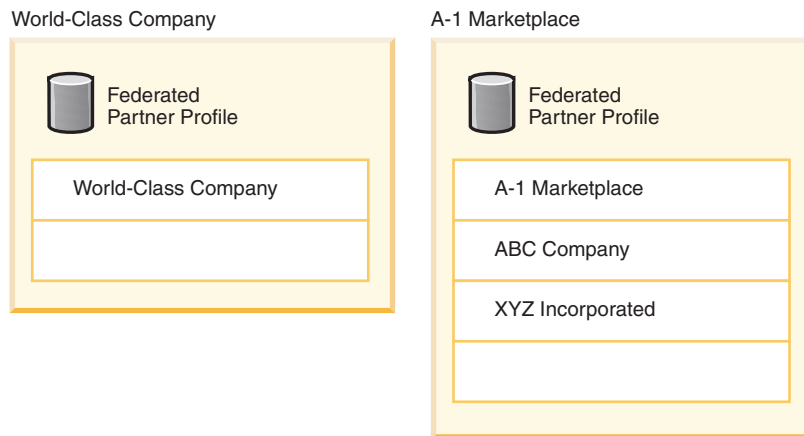 World-Class Company
Federated
Partner Profile
World-Class Company
A-1 Marketplace
Federated
Partner Profile
A-1 Marketplace
ABC Company
XYZ Incorporated